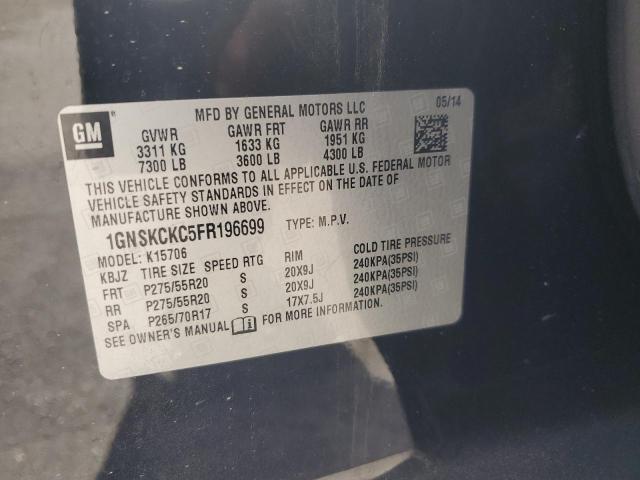 GM
MFD BY GENERAL MOTORS LLC 05/14
GVWR GAWR FRT GAWR RR
3311 KG 1633 KG 1951 KG
7300 LB 3600 LB 4300 LB
THIS VEHICLE CONFORMS TO ALL APPLICABLE U.S. FEDERAL MOTOR
VEHICLE SAFETY STANDARDS IN EFFECT ON THE DATE OF
MANUFACTURE SHOWN ABOVE.
1GNSKCKC5FR196699 TYPE: M.P.V.
MODEL: K15706
KBJZ TIRE SIZE SPEED RTG RIM COLD TIRE PRESSURE
FRT P275/55R20 S 20X9J 240KPA(35PSI)
RR P275/55R20 S 20X9J 240KPA(35PSI)
SPA P265/70R17 S 17X7.5J 240KPA(35PSI)
SEE OWNER'S MANUAL FOR MORE INFORMATION.